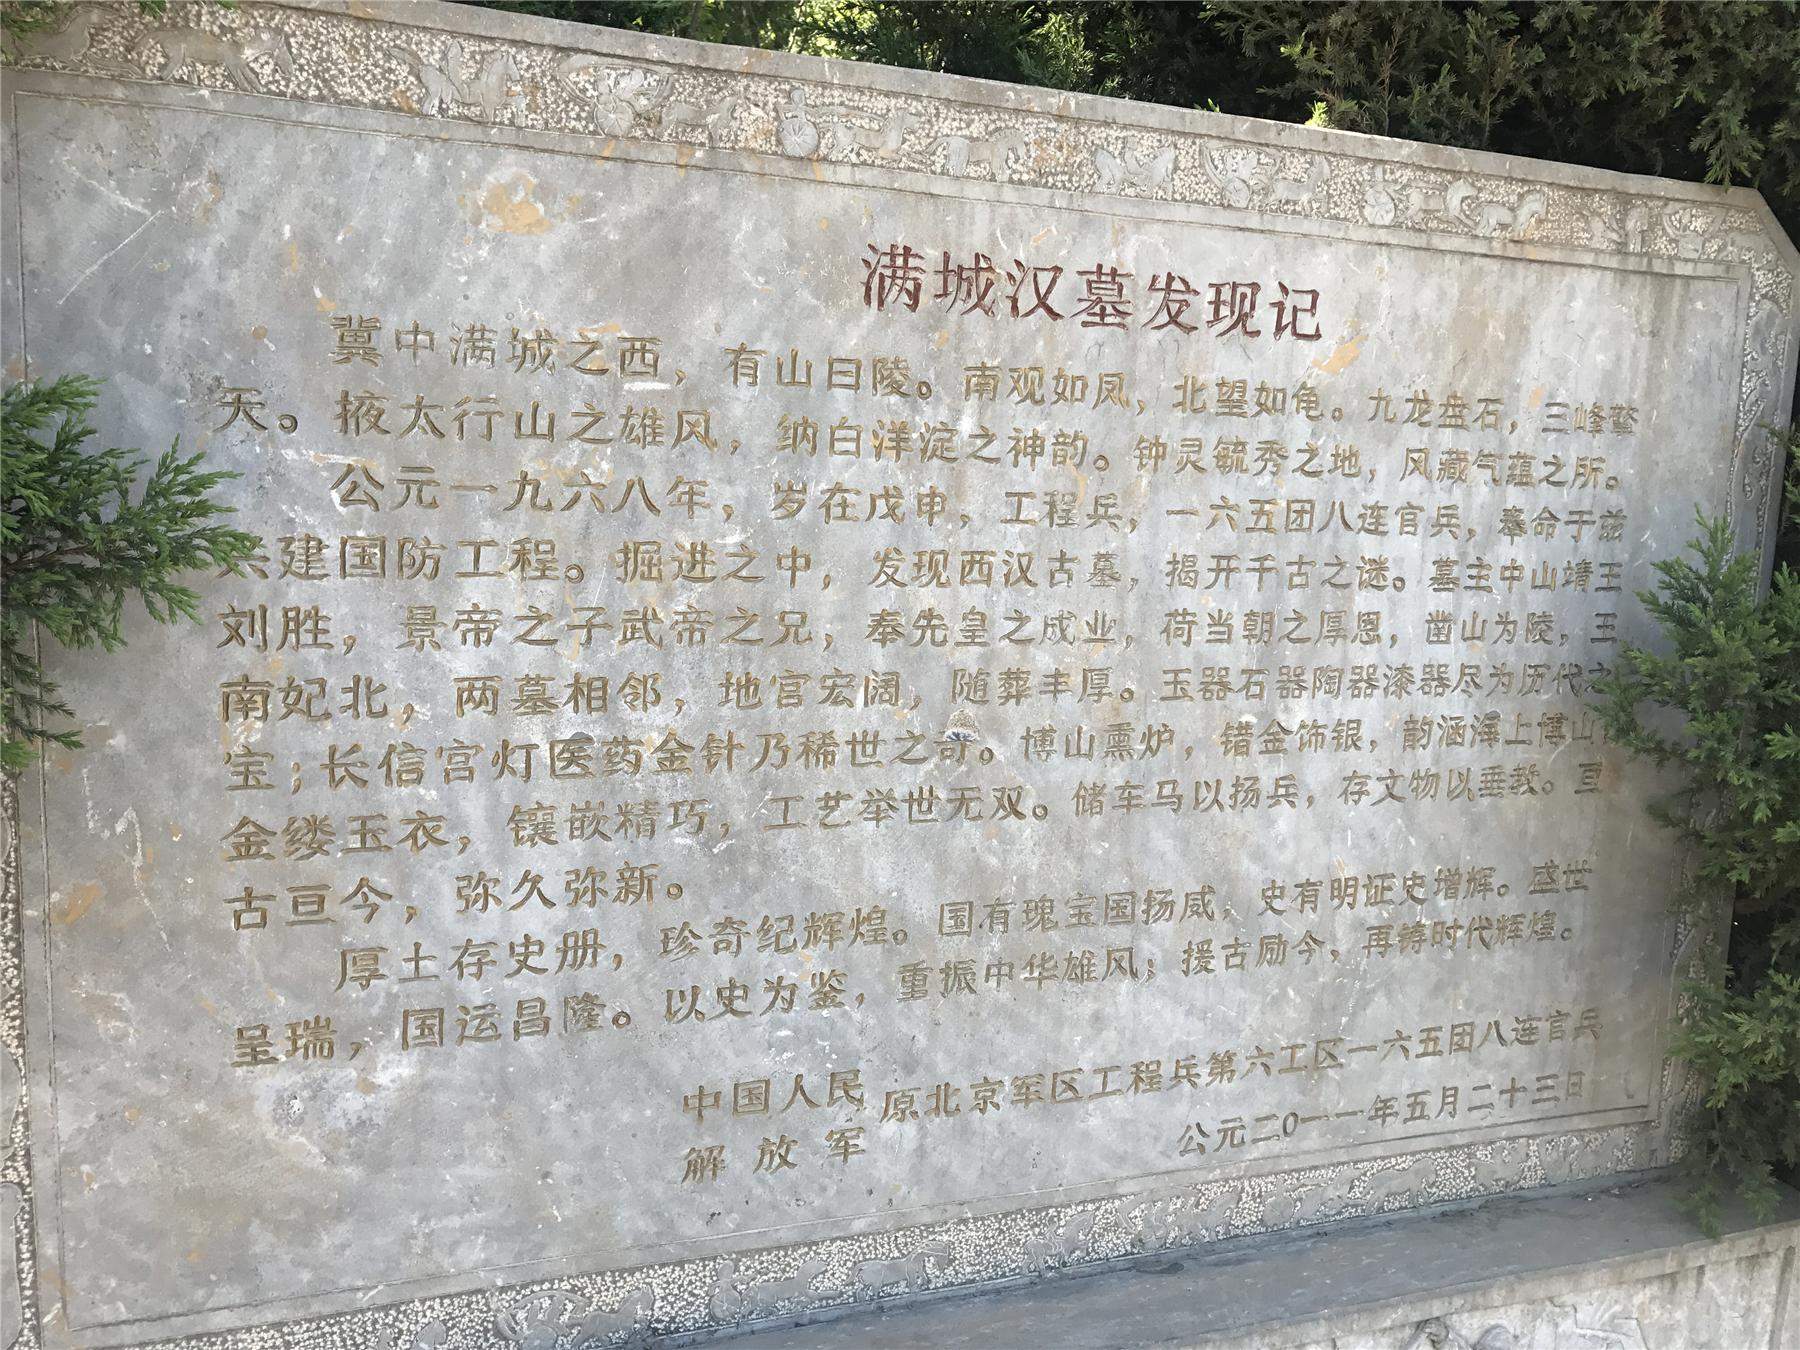 满城汉墓发现记
冀中满城之西，有山曰陵。南观如凤，北望如龟。九龙盘石，三峰擎
天。掖太行山之雄风，纳白洋淀之神韵。钟灵毓秀之地，风藏气蕴之所。
公元一九六八年，岁在戊申，工程兵，一六五团八连官兵，奉命于兹
建国防工程。掘进之中，发现西汉古墓，揭开千古之谜。墓主中山靖王
刘胜，景帝之子武帝之兄，奉先皇之成业，荷当朝之厚恩，凿山为陵，王
南妃北，两墓相邻，地宫宏阔，随葬丰厚。玉器石器陶器漆器尽为历代之
宝；长信宫灯医药金针乃稀世之奇。博山熏炉，错金饰银，韵涵海上博山
金缕玉衣，镶嵌精巧，工艺举世无双。储车马以扬兵，存文物以垂教。亘
古亘今，弥久弥新。
厚土存史册，珍奇纪辉煌。国有瑰宝国扬威，史有明证史增辉。盛世
呈瑞，国运昌隆。以史为鉴，重振中华雄风；援古励今，再铸时代辉煌。
中国人民解放军 原北京军区工程兵第六工区一六五团八连官兵
公元二〇一一年五月二十三日